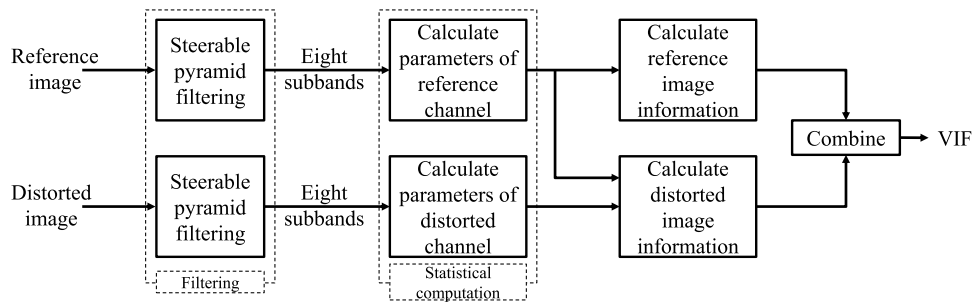 Reference
image
Steerable
pyramid
filtering
Eight
subbands
Calculate
parameters of
reference
channel
Calculate
reference
image
information
Combine
VIF
Distorted
image
Steerable
pyramid
filtering
Eight
subbands
Calculate
parameters of
distorted
channel
Calculate
distorted
image
information
Filtering
Statistical
computation